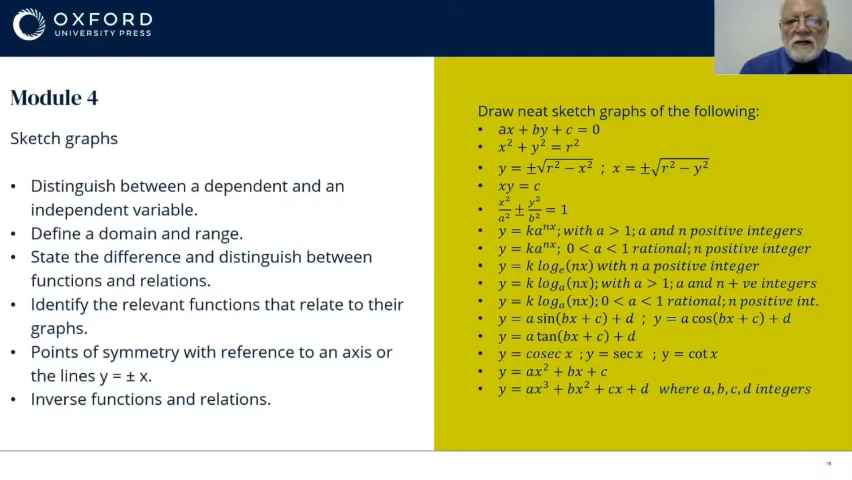 OXFORD
UNIVERSITY PRESS
Module 4
Sketch graphs
• Distinguish between a dependent and an
independent variable.
• Define a domain and range.
• State the difference and distinguish between
functions and relations.
• Identify the relevant functions that relate to their
graphs.
• Points of symmetry with reference to an axis or
the lines y = ± x.
• Inverse functions and relations.
Draw neat sketch graphs of the following:
• ax + by + c = 0
• x² + y² = r²
• y = ±√(r² − x²) ; x = ±√(r² − y²)
• xy = c
• x²/a² ± y²/b² = 1
• y = kaⁿˣ; with a > 1; a and n positive integers
• y = kaⁿˣ; 0 < a < 1 rational; n positive integer
• y = k logₑ(nx) with n a positive integer
• y = k logₐ(nx); with a > 1; a and n + ve integers
• y = k logₐ(nx); 0 < a < 1 rational; n positive int.
• y = a sin(bx + c) + d ; y = a cos(bx + c) + d
• y = a tan(bx + c) + d
• y = cosec x ; y = sec x ; y = cot x
• y = ax² + bx + c
• y = ax³ + bx² + cx + d where a, b, c, d integers